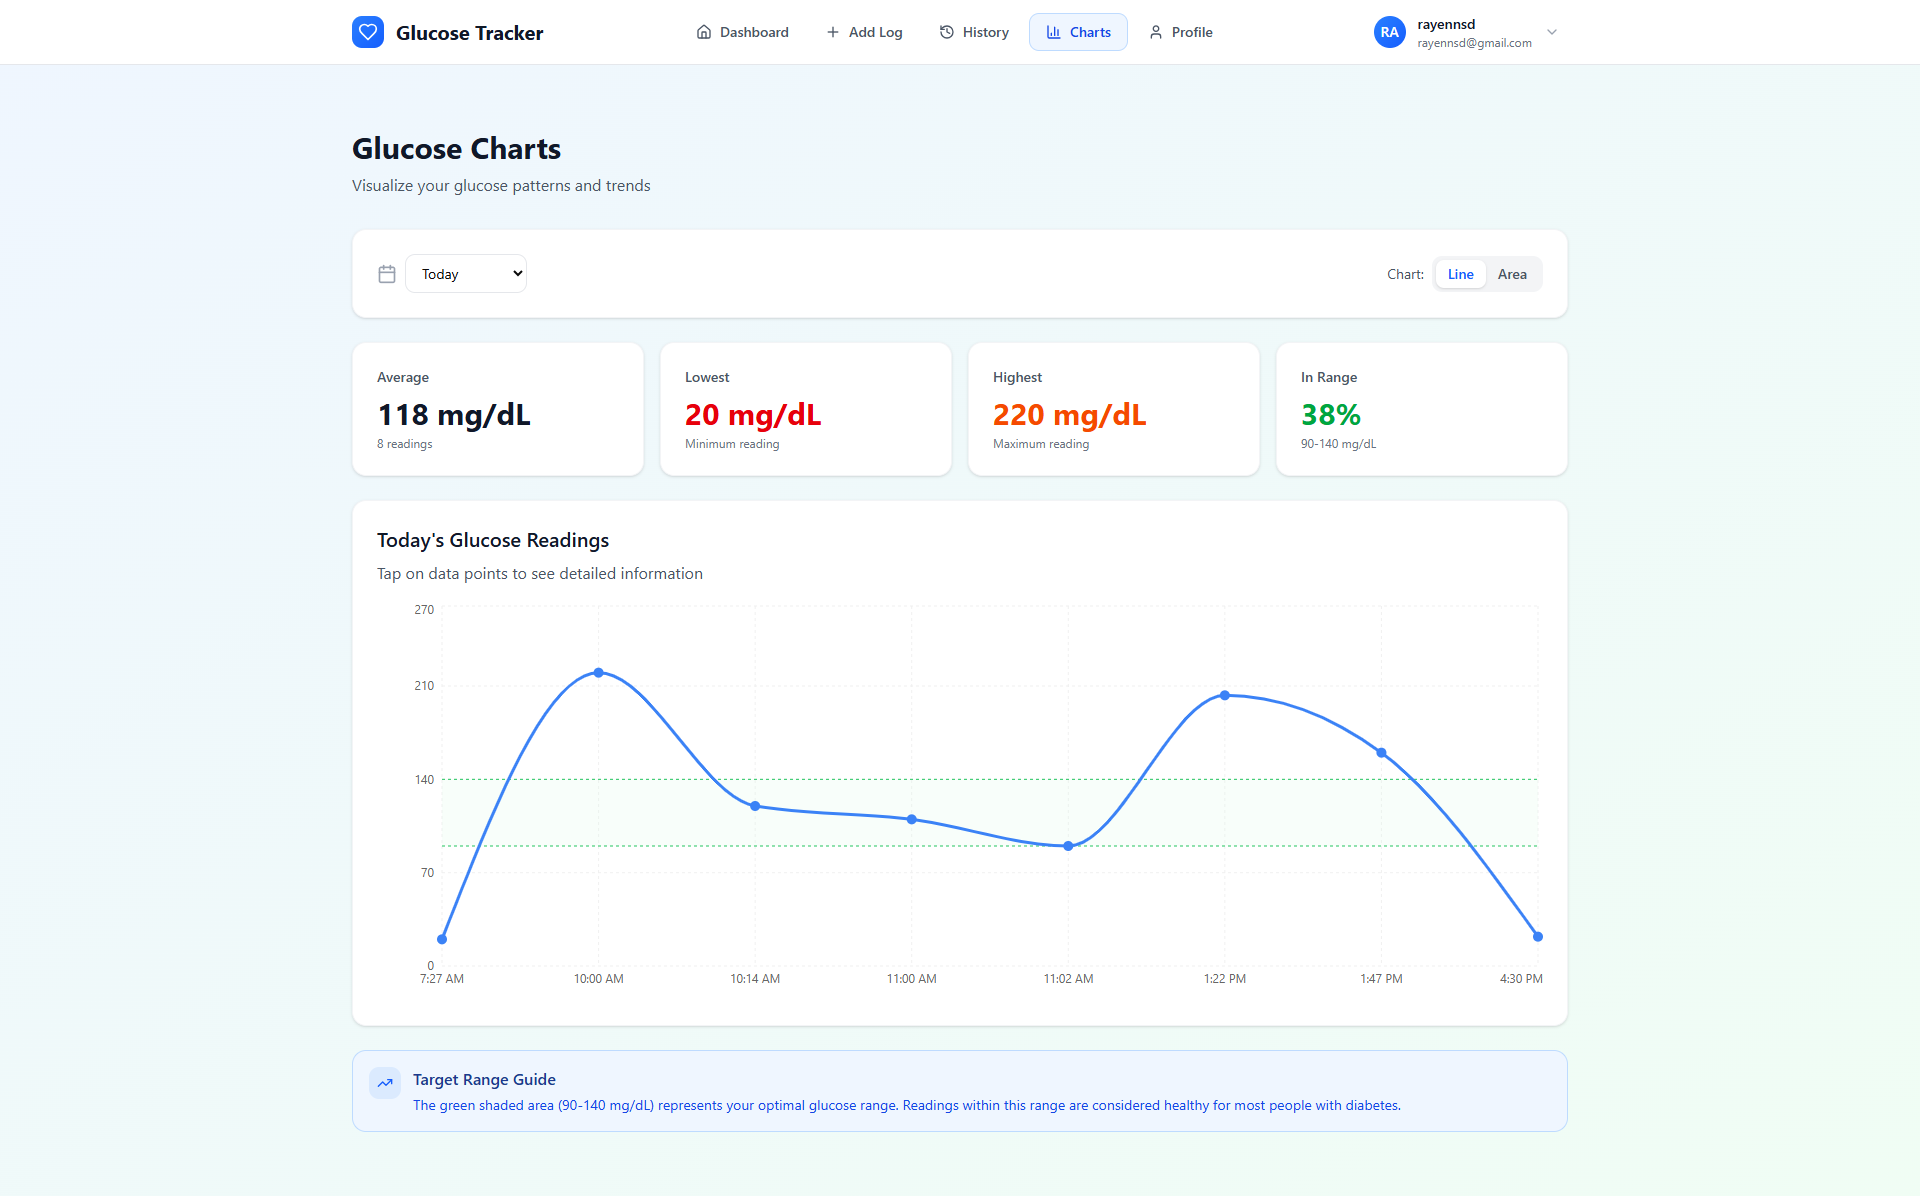 Glucose Tracker
Dashboard
Add Log
History
Charts
Profile
RA
rayennsd
rayennsd@gmail.com
Glucose Charts
Visualize your glucose patterns and trends
Today
Chart:
Line
Area
Average
118 mg/dL
8 readings
Lowest
20 mg/dL
Minimum reading
Highest
220 mg/dL
Maximum reading
In Range
38%
90-140 mg/dL
Today's Glucose Readings
Tap on data points to see detailed information
270
210
140
70
0
7:27 AM
10:00 AM
10:14 AM
11:00 AM
11:02 AM
1:22 PM
1:47 PM
4:30 PM
Target Range Guide
The green shaded area (90-140 mg/dL) represents your optimal glucose range. Readings within this range are considered healthy for most people with diabetes.